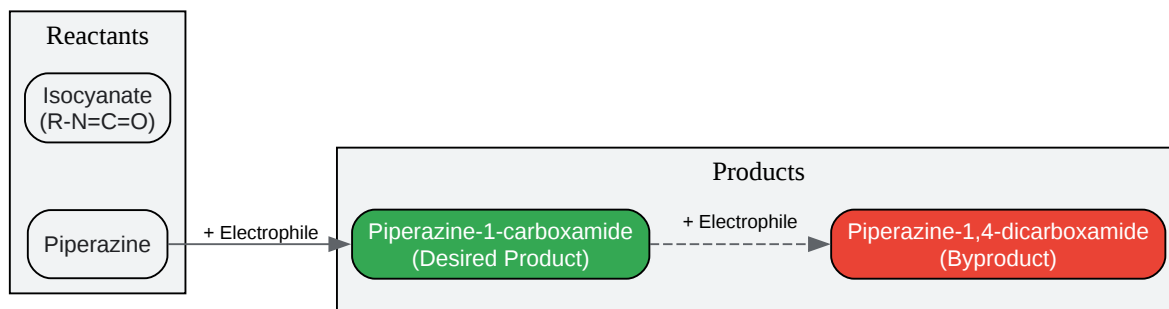 Reactants
Isocyanate
(R-N=C=O)
Piperazine
+ Electrophile
Products
Piperazine-1-carboxamide
(Desired Product)
+ Electrophile
Piperazine-1,4-dicarboxamide
(Byproduct)